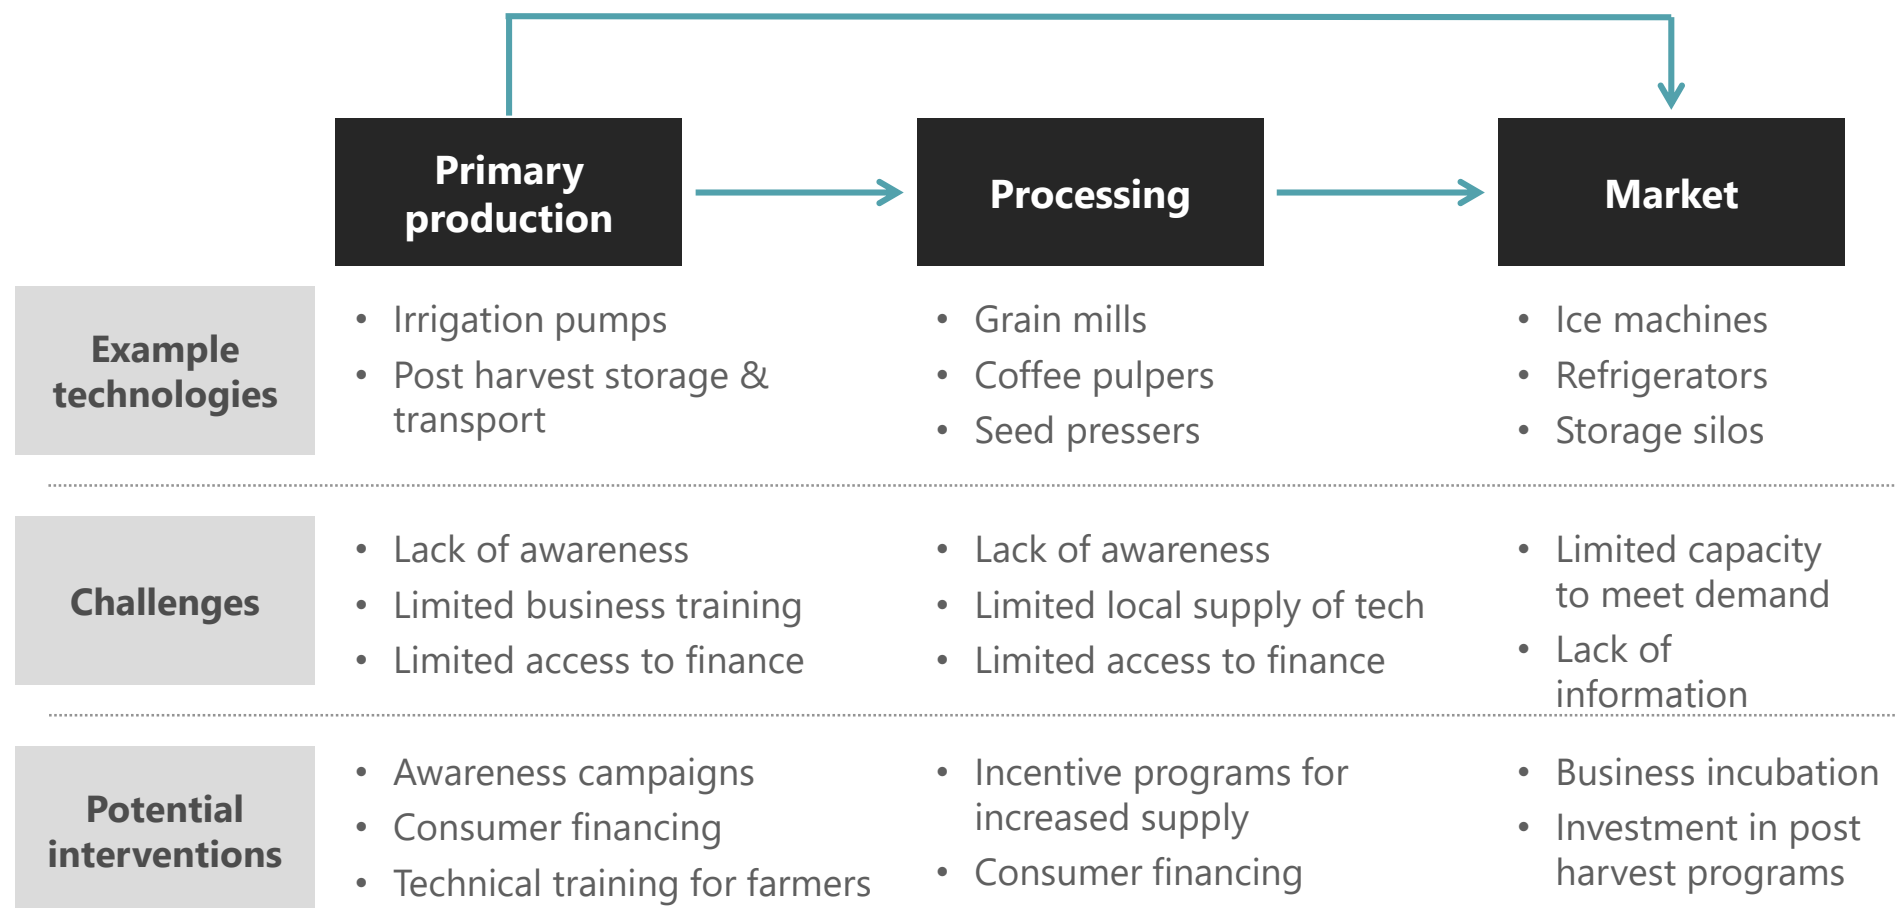 Primary
production
Processing
Market
Example
technologies
• Irrigation pumps
• Post harvest storage &
transport
• Grain mills
• Coffee pulpers
• Seed pressers
• Ice machines
• Refrigerators
• Storage silos
Challenges
• Lack of awareness
• Limited business training
• Limited access to finance
• Lack of awareness
• Limited local supply of tech
• Limited access to finance
• Limited capacity
to meet demand
• Lack of
information
Potential
interventions
• Awareness campaigns
• Consumer financing
• Technical training for farmers
• Incentive programs for
increased supply
• Consumer financing
• Business incubation
• Investment in post
harvest programs